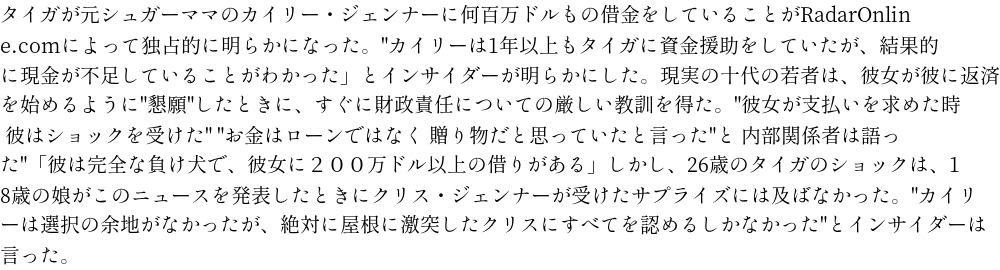 タイガが元シュガーママのカイリー・ジェンナーに何百万ドルもの借金をしていることがRadarOnlin
e.comによって独占的に明らかになった。"カイリーは1年以上もタイガに資金援助をしていたが、結果的
に現金が不足していることがわかった」とインサイダーが明らかにした。現実の十代の若者は、彼女が彼に返済
を始めるように"懇願"したときに、すぐに財政責任についての厳しい教訓を得た。"彼女が支払いを求めた時
彼はショックを受けた" "お金はローンではなく 贈り物だと思っていたと言った"と 内部関係者は語っ
た"「彼は完全な負け犬で、彼女に２００万ドル以上の借りがある」しかし、26歳のタイガのショックは、1
8歳の娘がこのニュースを発表したときにクリス・ジェンナーが受けたサプライズには及ばなかった。"カイリ
ーは選択の余地がなかったが、絶対に屋根に激突したクリスにすべてを認めるしかなかった"とインサイダーは
言った。